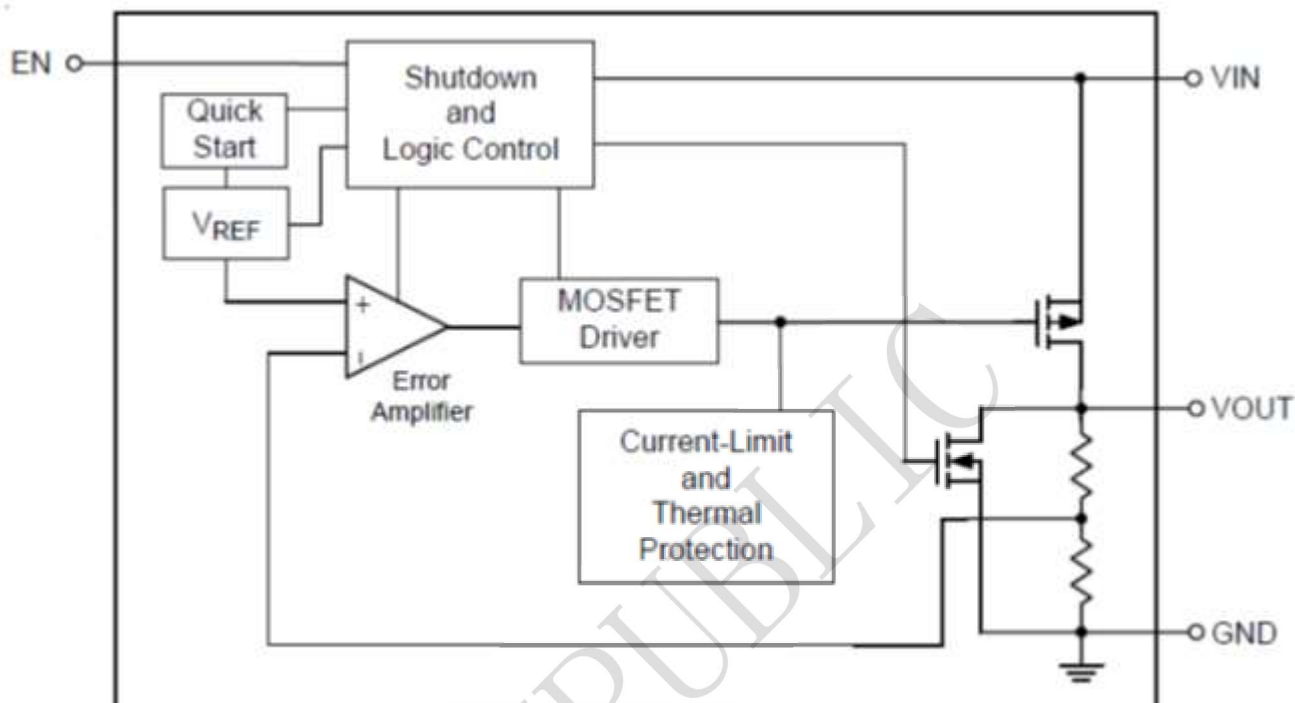 EN
Shutdown
and
Logic Control
VIN
Quick
Start
VREF
+
MOSFET
Driver
Error
Amplifier
VOUT
Current-Limit
and
Thermal
Protection
GND
PUBLIC